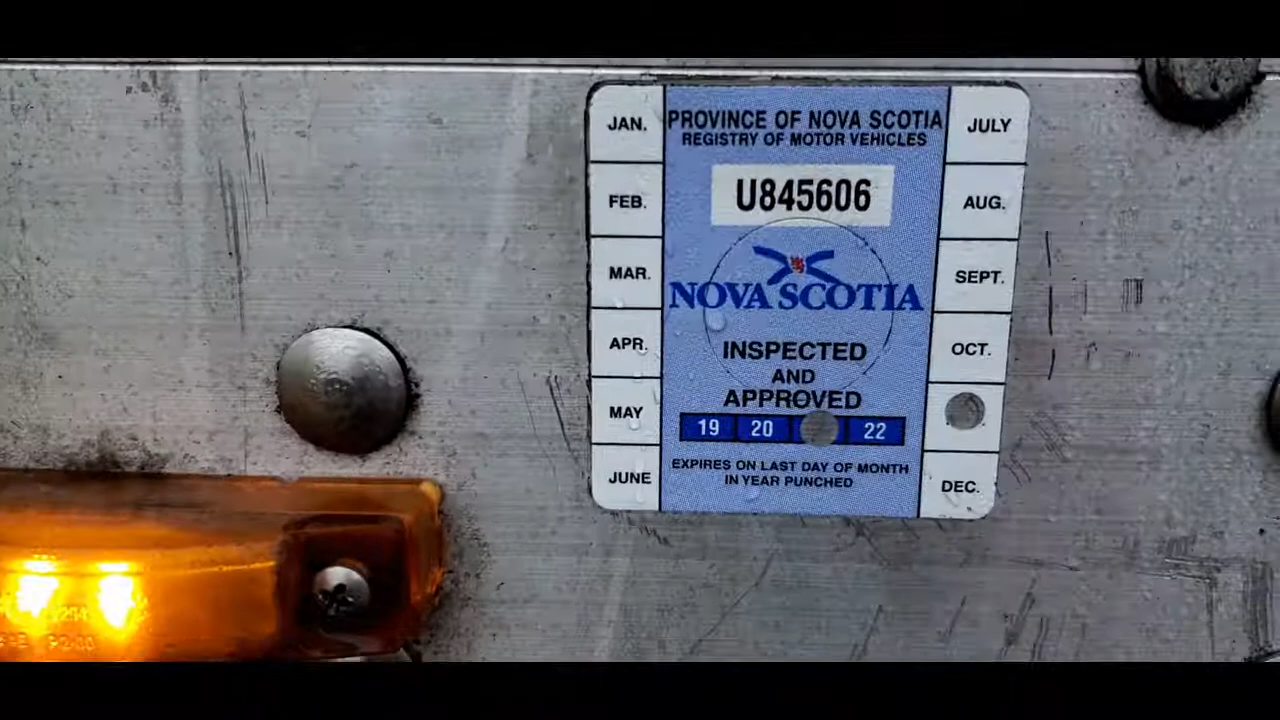 PROVINCE OF NOVA SCOTIA
REGISTRY OF MOTOR VEHICLES
U845606
NOVA SCOTIA
INSPECTED
AND
APPROVED
19 20 22
EXPIRES ON LAST DAY OF MONTH
IN YEAR PUNCHED
JAN.
FEB.
MAR.
APR.
MAY
JUNE
JULY
AUG.
SEPT.
OCT.
DEC.